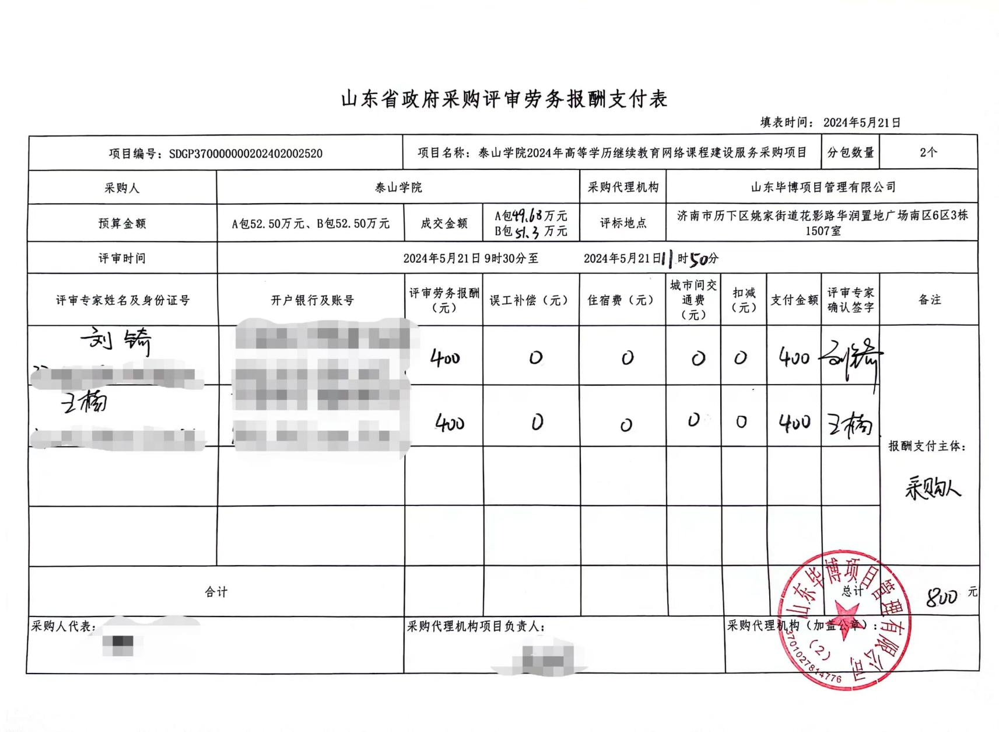 山东省政府采购评审劳务报酬支付表
填表时间： 2024年5月21日
项目编号：SDGP370000000202402002520 项目名称：泰山学院2024年高等学历继续教育网络课程建设服务采购项目 分包数量 2个
采购人 泰山学院 采购代理机构 山东毕博项目管理有限公司
预算金额 A包52.50万元、B包52.50万元 成交金额 A包49.68万元 评标地点 济南市历下区姚家街道花影路华润置地广场南区6区3栋
B包51.3万元 1507室
评审时间 2024年5月21日9时30分至 2024年5月21日11时50分
评审专家姓名及身份证号 开户银行及账号 评审劳务报酬 误工补偿（元） 住宿费（元） 城市间交 扣减 支付金额 评审专家 备注
（元） 通费 （元） 确认签字
（元）
刘锜 400 0 0 0 0 400 刘锜
王楠 400 0 0 0 0 400 王楠
报酬支付主体：
采购人
合计 总计 800 元
采购人代表： 采购代理机构项目负责人： 采购代理机构（加盖公章）：
山东毕博项目管理有限公司
（2）
3701027814776